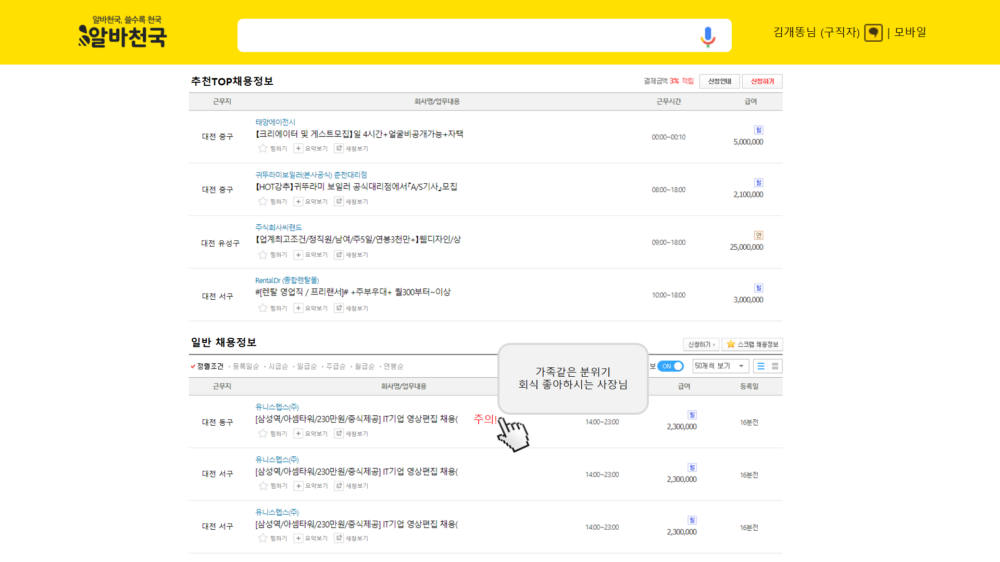 알바천국, 쓸수록 천국
알바천국
김개똥님 (구직자) | 모바일
추천TOP채용정보
결제금액 3% 적립 신청안내 신청하기
근무지 회사명/업무내용 근무시간 급여
태양에이전시
대전 중구 【크리에이터 및 게스트모집】일 4시간+얼굴비공개가능+자택 00:00~00:10 월 5,000,000
찜하기 요약보기 새창보기
귀뚜라미보일러(본사공식) 춘천대리점
대전 중구 【HOT강추】귀뚜라미 보일러 공식대리점에서『A/S기사』모집 08:00~18:00 월 2,100,000
찜하기 요약보기 새창보기
주식회사씨랜드
대전 유성구 【업계최고조건/정직원/남여/주5일/연봉3천만+】웹디자인/상 09:00~18:00 연 25,000,000
찜하기 요약보기 새창보기
Rental.Dr (종합렌탈몰)
대전 서구 #[렌탈 영업직 / 프리랜서]# +주부우대+ 월300부터~이상 10:00~18:00 월 3,000,000
찜하기 요약보기 새창보기
일반 채용정보
신청하기 스크랩 채용정보
정렬조건 · 등록일순 · 시급순 · 일급순 · 주급순 · 월급순 · 연봉순 보 ON 50개씩 보기
가족같은 분위기
회식 좋아하시는 사장님
근무지 회사명/업무내용 급여 등록일
유니스텝스(주)
대전 동구 [삼성역/아셈타워/230만원/중식제공] IT기업 영상편집 채용( 주의! 14:00~23:00 월 2,300,000 16분전
찜하기 요약보기 새창보기
유니스텝스(주)
대전 서구 [삼성역/아셈타워/230만원/중식제공] IT기업 영상편집 채용( 14:00~23:00 월 2,300,000 16분전
찜하기 요약보기 새창보기
유니스텝스(주)
대전 서구 [삼성역/아셈타워/230만원/중식제공] IT기업 영상편집 채용( 14:00~23:00 월 2,300,000 16분전
찜하기 요약보기 새창보기